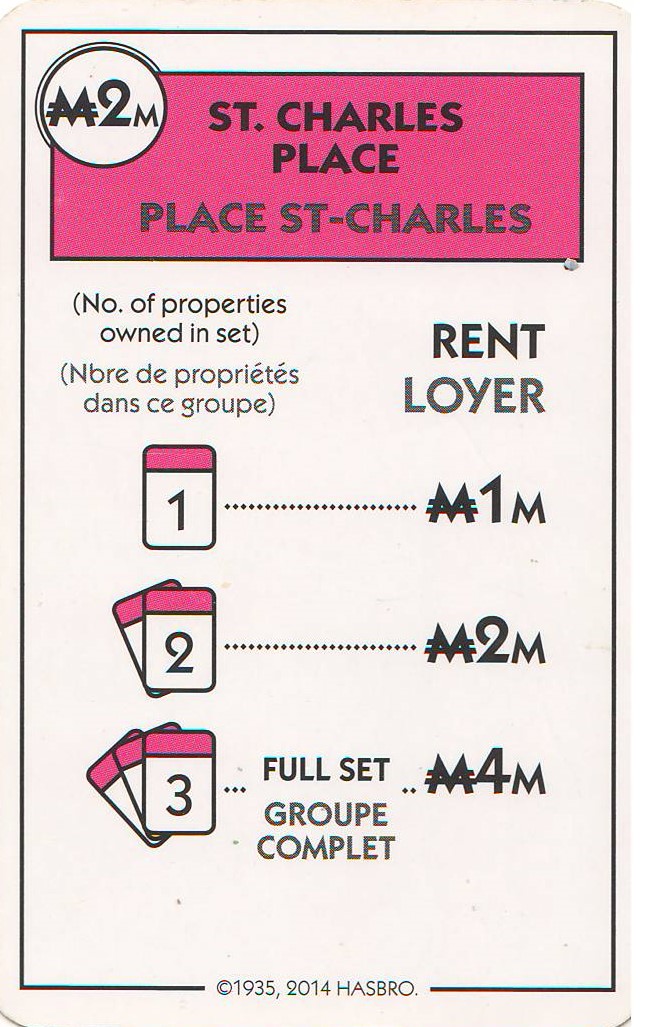 ₩2M
ST. CHARLES
PLACE
PLACE ST-CHARLES
(No. of properties
owned in set)
(Nbre de propriétés
dans ce groupe)
RENT
LOYER
1 ........................ M1M
2 ........................ M2M
3 ... FULL SET .. M4M
GROUPE
COMPLET
©1935, 2014 HASBRO.